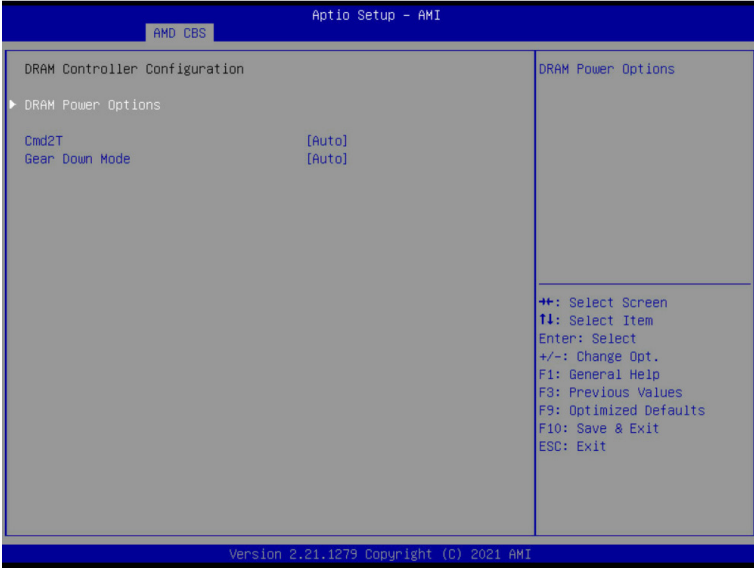 Aptio Setup - AMI
AMD CBS
DRAM Controller Configuration
DRAM Power Options
Cmd2T [Auto]
Gear Down Mode [Auto]
DRAM Power Options
→←: Select Screen
↑↓: Select Item
Enter: Select
+/-: Change Opt.
F1: General Help
F3: Previous Values
F9: Optimized Defaults
F10: Save & Exit
ESC: Exit
Version 2.21.1279 Copyright (C) 2021 AMI